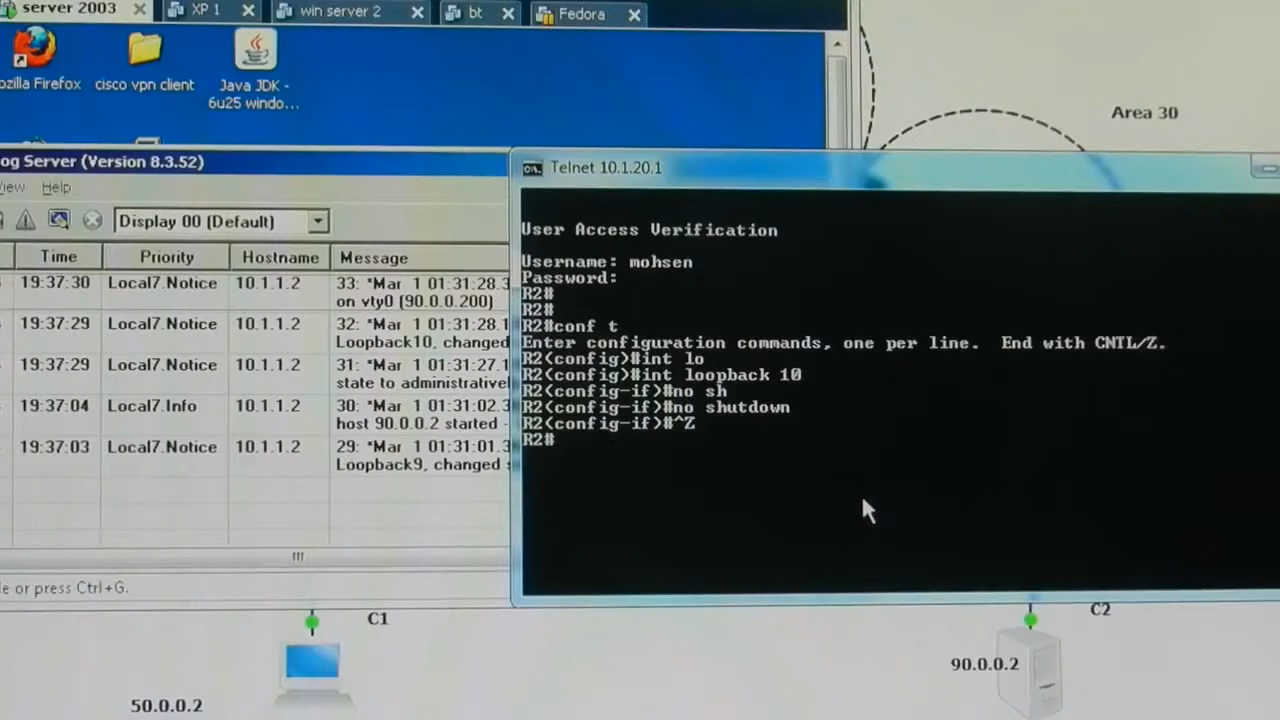 server 2003
XP 1
win server 2
bt
Fedora
ozilla Firefox
cisco vpn client
Java JDK -
6u25 windo...
Area 30
og Server (Version 8.3.52)
View Help
Display 00 (Default)
Time Priority Hostname Message
19:37:30 Local7.Notice 10.1.1.2 33: *Mar 1 01:31:28.3
on vty0 (90.0.0.200)
19:37:29 Local7.Notice 10.1.1.2 32: *Mar 1 01:31:28.1
Loopback10, changed
19:37:29 Local7.Notice 10.1.1.2 31: *Mar 1 01:31:27.1
state to administrativel
19:37:04 Local7.Info 10.1.1.2 30: *Mar 1 01:31:02.3
host 90.0.0.2 started -
19:37:03 Local7.Notice 10.1.1.2 29: *Mar 1 01:31:01.3
Loopback9, changed s
le or press Ctrl+G.
Telnet 10.1.20.1
User Access Verification
Username: mohsen
Password:
R2#
R2#
R2#conf t
Enter configuration commands, one per line. End with CNTL/Z.
R2(config)#int lo
R2(config)#int loopback 10
R2(config-if)#no sh
R2(config-if)#no shutdown
R2(config-if)#^Z
R2#
C1
50.0.0.2
C2
90.0.0.2